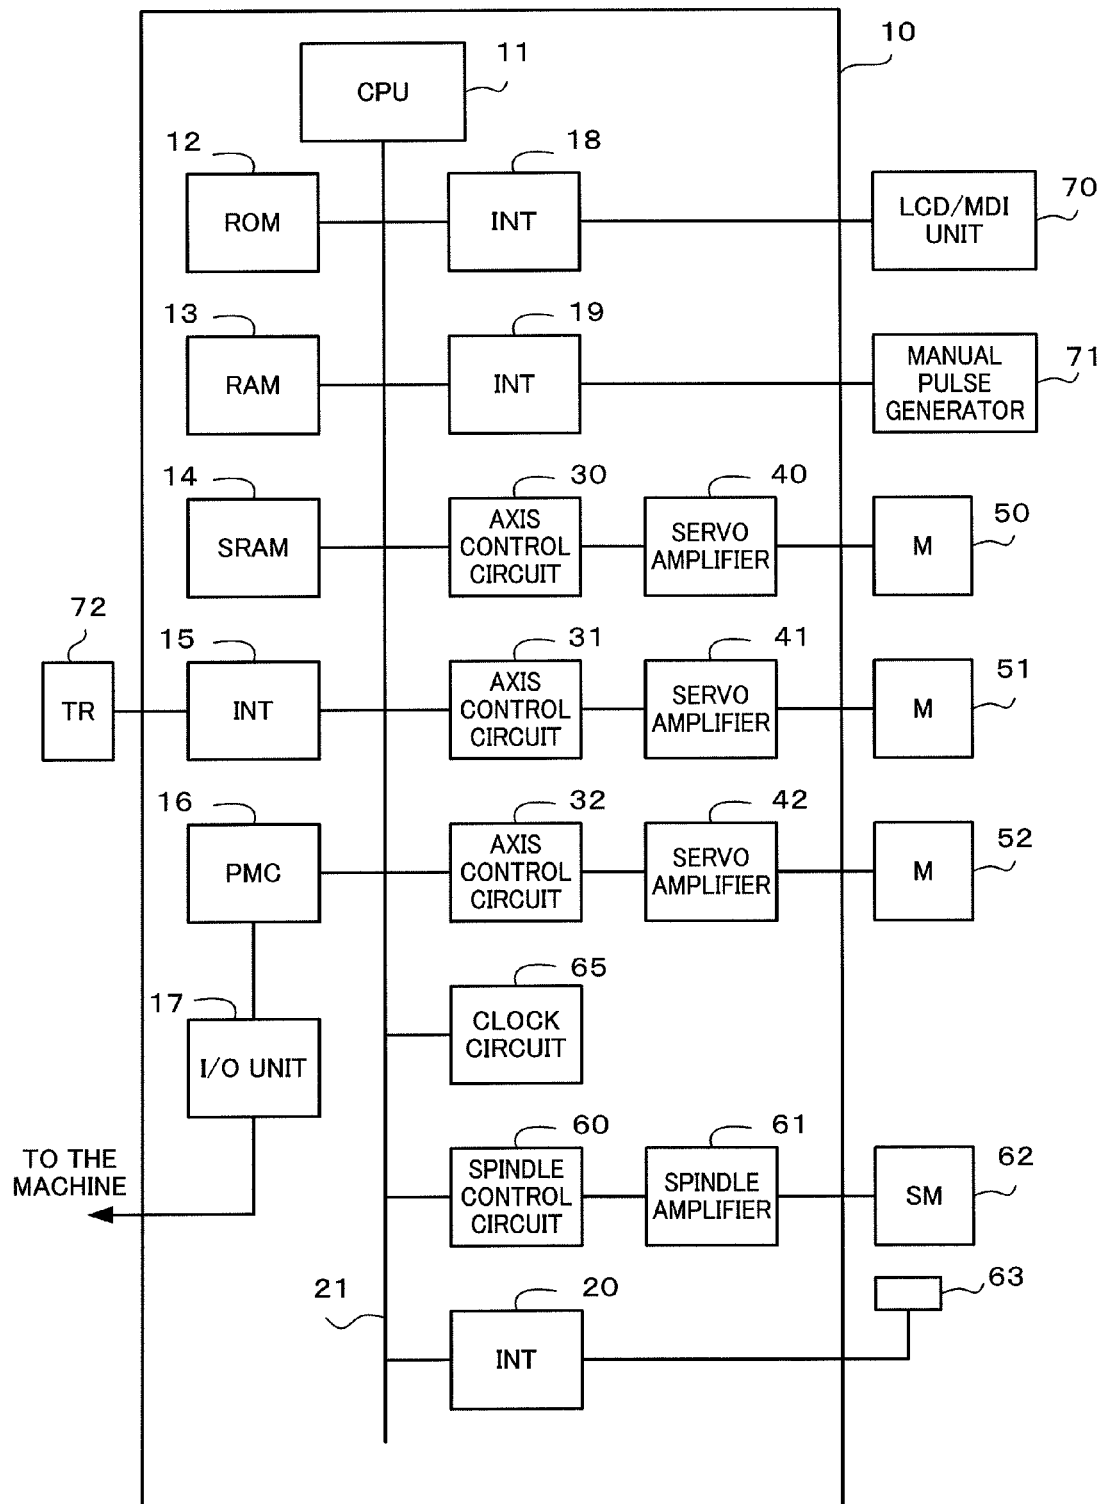 10
11
CPU
12
18
ROM
INT
LCD/MDI
UNIT
70
13
19
RAM
INT
MANUAL
PULSE
GENERATOR
71
14
30
40
SRAM
AXIS
CONTROL
CIRCUIT
SERVO
AMPLIFIER
M
50
72
15
31
41
TR
INT
AXIS
CONTROL
CIRCUIT
SERVO
AMPLIFIER
M
51
16
32
42
PMC
AXIS
CONTROL
CIRCUIT
SERVO
AMPLIFIER
M
52
17
65
I/O UNIT
CLOCK
CIRCUIT
TO THE
MACHINE
60
61
SPINDLE
CONTROL
CIRCUIT
SPINDLE
AMPLIFIER
SM
62
21
20
INT
63